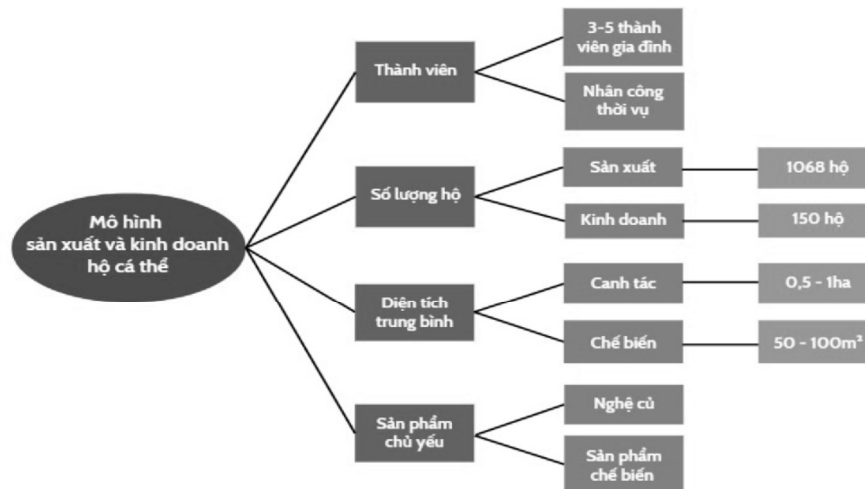 Mô hình
sản xuất và kinh doanh
hộ cá thể
Thành viên
3-5 thành
viên gia đình
Nhân công
thời vụ
Số lượng hộ
Sản xuất
1068 hộ
Kinh doanh
150 hộ
Diện tích
trung bình
Canh tác
0,5 - 1ha
Chế biến
50 - 100m²
Sản phẩm
chủ yếu
Nghệ củ
Sản phẩm
chế biến